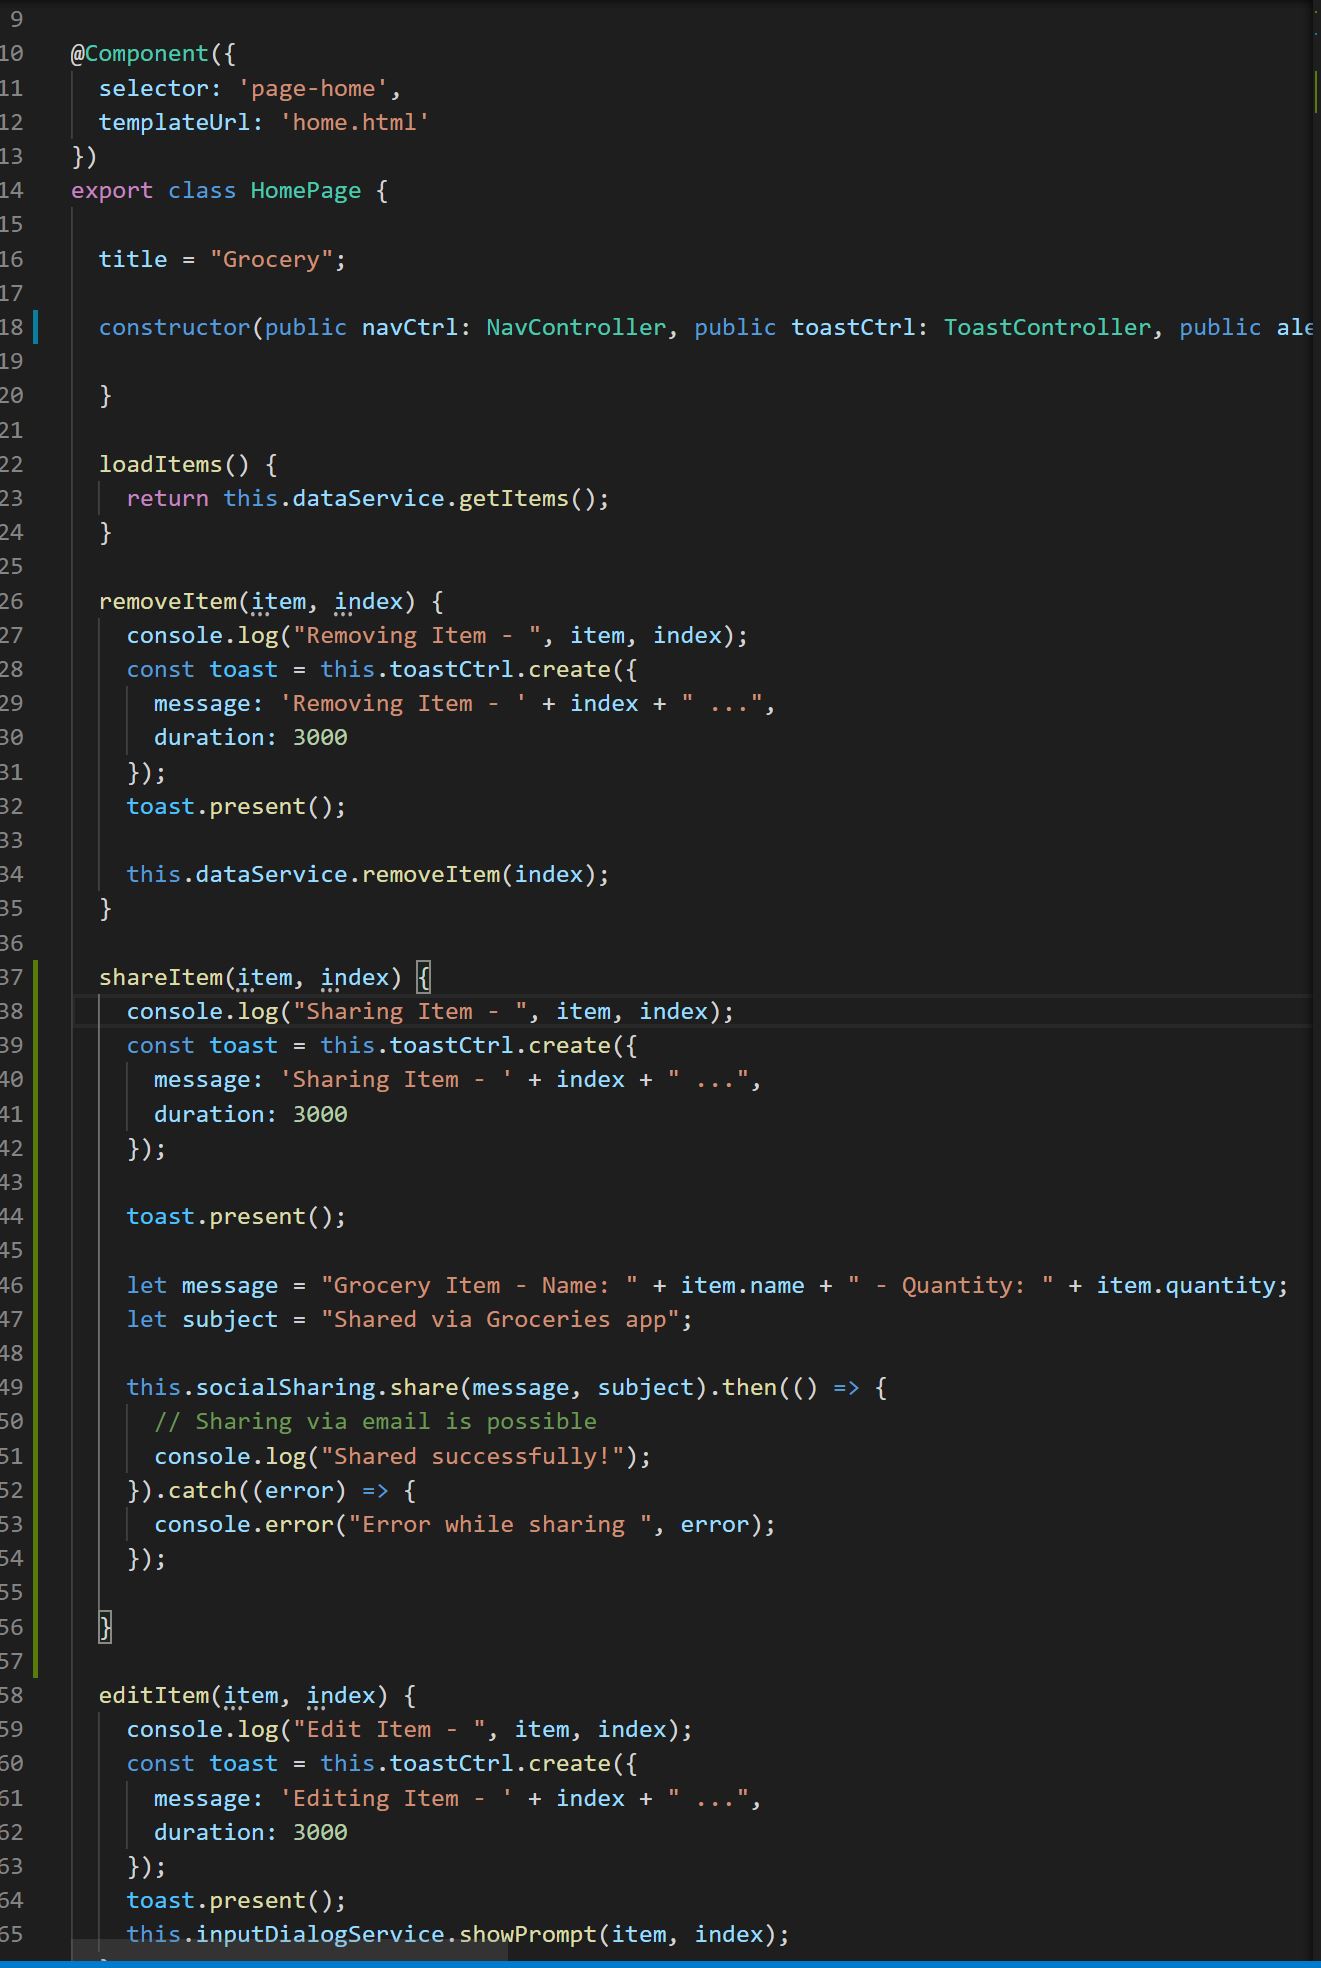 9
10 @Component({
11   selector: 'page-home',
12   templateUrl: 'home.html'
13 })
14 export class HomePage {
15
16   title = "Grocery";
17
18   constructor(public navCtrl: NavController, public toastCtrl: ToastController, public ale
19
20   }
21
22   loadItems() {
23     return this.dataService.getItems();
24   }
25
26   removeItem(item, index) {
27     console.log("Removing Item - ", item, index);
28     const toast = this.toastCtrl.create({
29       message: 'Removing Item - ' + index + " ...",
30       duration: 3000
31     });
32     toast.present();
33
34     this.dataService.removeItem(index);
35   }
36
37   shareItem(item, index) {
38     console.log("Sharing Item - ", item, index);
39     const toast = this.toastCtrl.create({
40       message: 'Sharing Item - ' + index + " ...",
41       duration: 3000
42     });
43
44     toast.present();
45
46     let message = "Grocery Item - Name: " + item.name + " - Quantity: " + item.quantity;
47     let subject = "Shared via Groceries app";
48
49     this.socialSharing.share(message, subject).then(() => {
50       // Sharing via email is possible
51       console.log("Shared successfully!");
52     }).catch((error) => {
53       console.error("Error while sharing ", error);
54     });
55
56   }
57
58   editItem(item, index) {
59     console.log("Edit Item - ", item, index);
60     const toast = this.toastCtrl.create({
61       message: 'Editing Item - ' + index + " ...",
62       duration: 3000
63     });
64     toast.present();
65     this.inputDialogService.showPrompt(item, index);